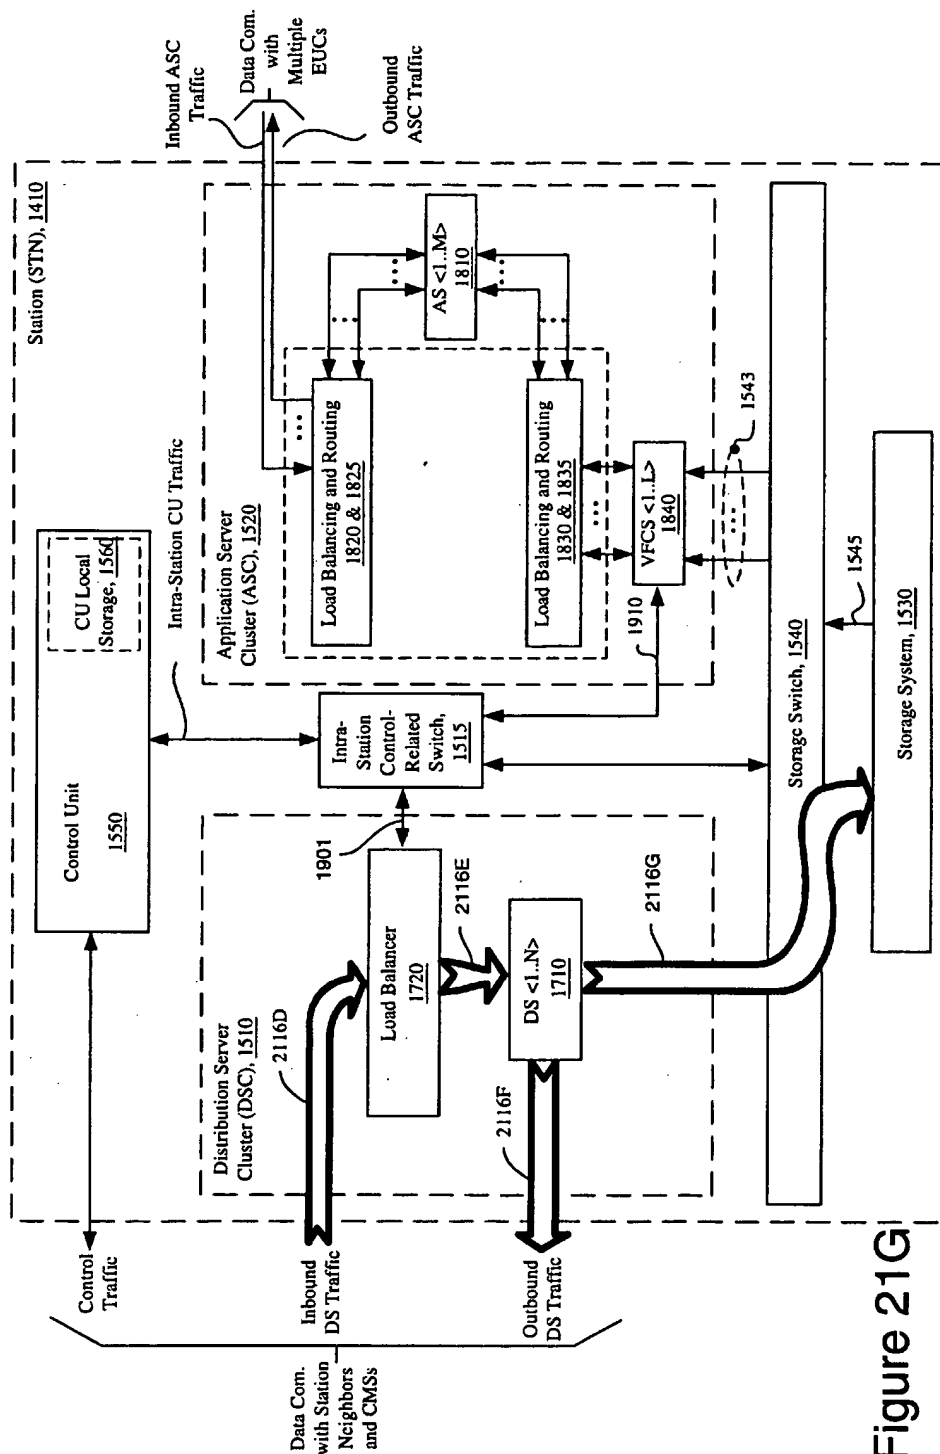 Station (STN), 1410
Control Unit
1550
CU Local
Storage, 1560
Control
Traffic
Intra-Station CU Traffic
Data Com.
with Station
Neighbors
and CMSs
Inbound
DS Traffic
Outbound
DS Traffic
Distribution Server
Cluster (DSC), 1510
2116D
Load Balancer
1720
1901
2116E
DS <1..N>
1710
2116F
2116G
Intra-
Station
Control-
Related
Switch,
1515
Application Server
Cluster (ASC), 1520
Load Balancing and Routing
1820 & 1825
AS <1..M>
1810
Load Balancing and Routing
1830 & 1835
VFCS <1..L>
1840
1910
1543
Inbound ASC
Traffic
Data Com.
with
Multiple
EUCs
Outbound
ASC Traffic
Storage Switch, 1540
1545
Storage System, 1530
Figure 21G